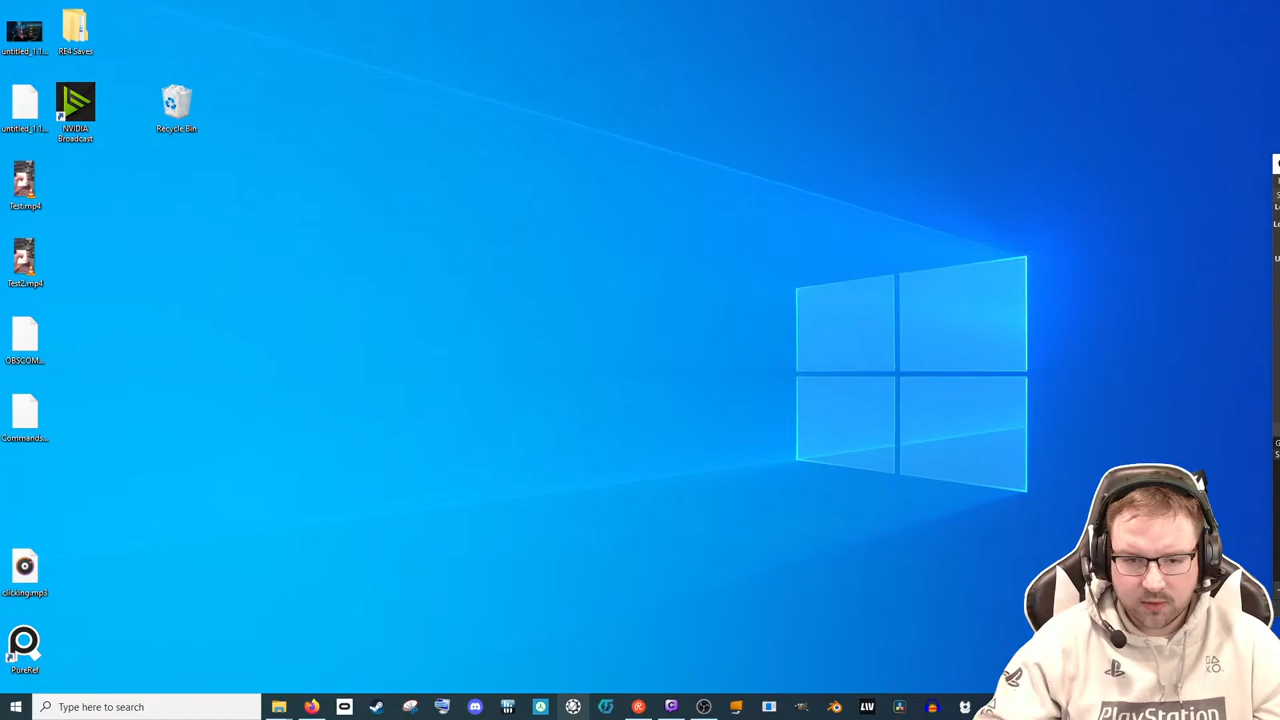 untitled_1.1...
RE4 Saves
untitled_1.1...
NVIDIA
Broadcast
Recycle Bin
Test.mp4
Test2.mp4
OBSCOM...
Commands...
clicking.mp3
PureRef
Type here to search
LIV
PlayStation